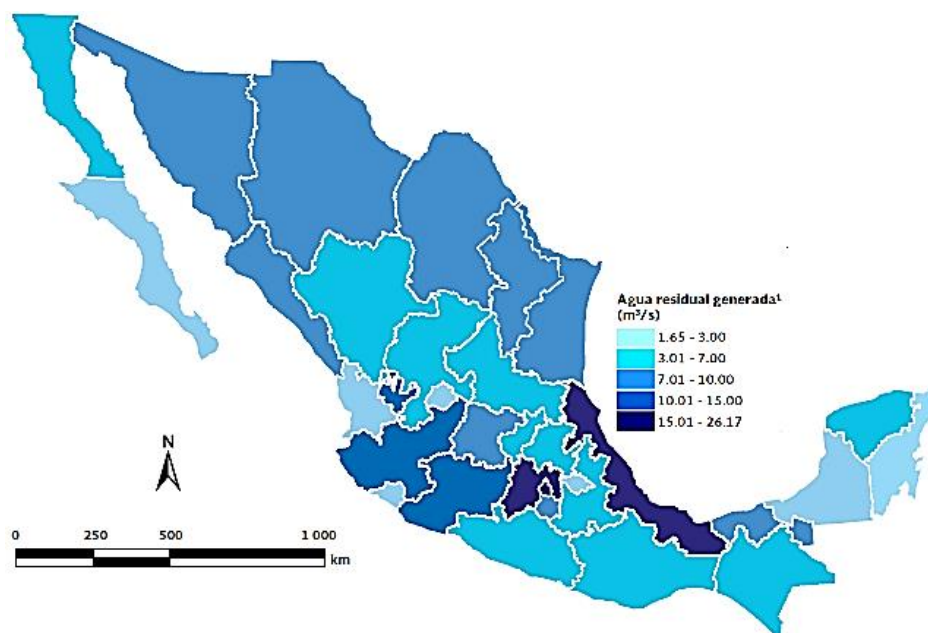 Agua residual generada¹
(m³/s)
1.65 - 3.00
3.01 - 7.00
7.01 - 10.00
10.01 - 15.00
15.01 - 26.17
N
0 250 500 1 000
km